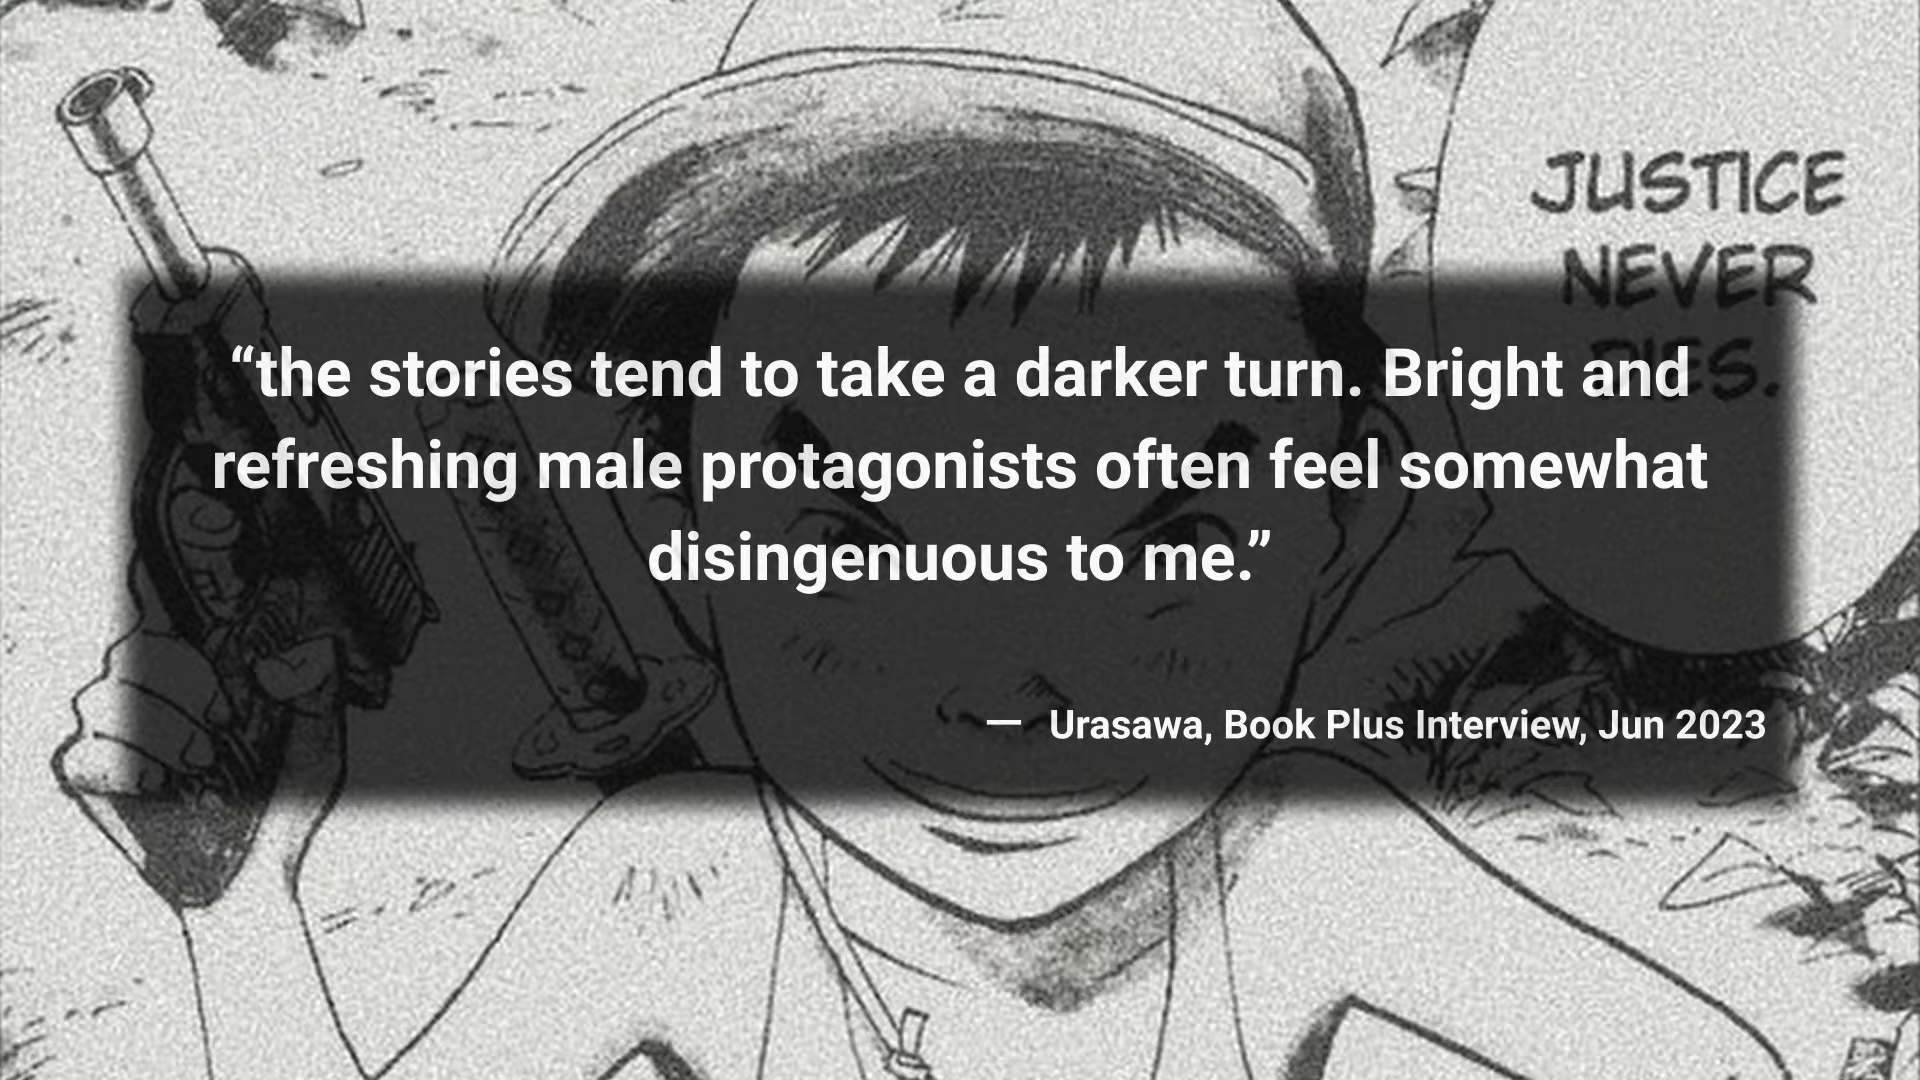 JUSTICE
NEVER
DIES.
“the stories tend to take a darker turn. Bright and
refreshing male protagonists often feel somewhat
disingenuous to me.”
— Urasawa, Book Plus Interview, Jun 2023